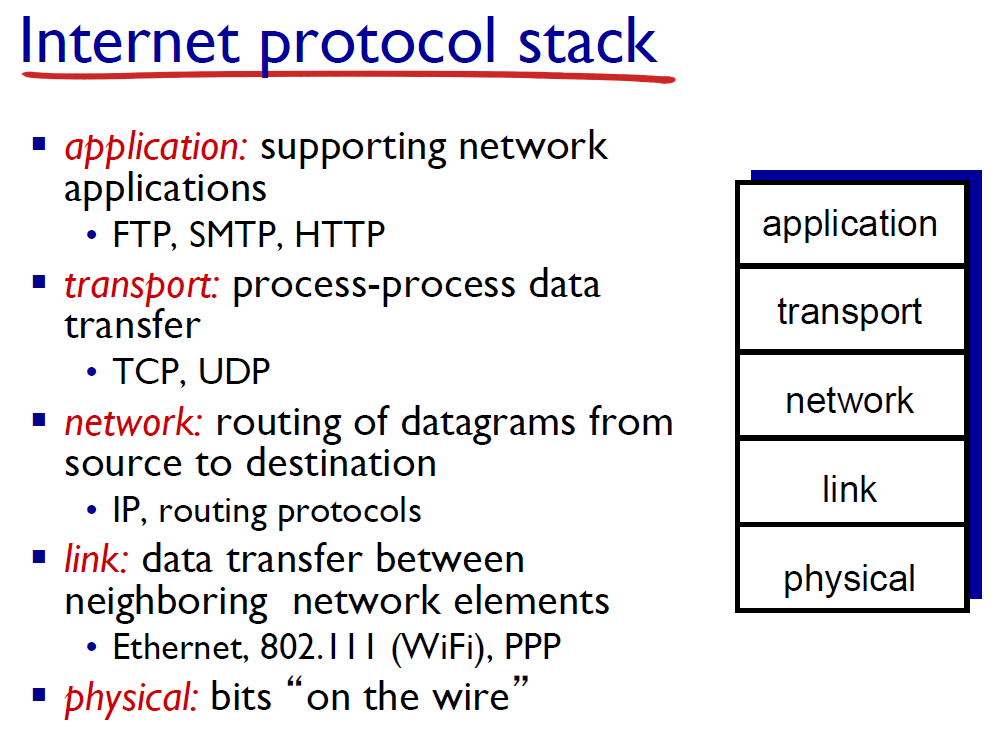 Internet protocol stack
▪ application: supporting network
applications
• FTP, SMTP, HTTP
▪ transport: process-process data
transfer
• TCP, UDP
▪ network: routing of datagrams from
source to destination
• IP, routing protocols
▪ link: data transfer between
neighboring network elements
• Ethernet, 802.111 (WiFi), PPP
▪ physical: bits “on the wire”
application
transport
network
link
physical